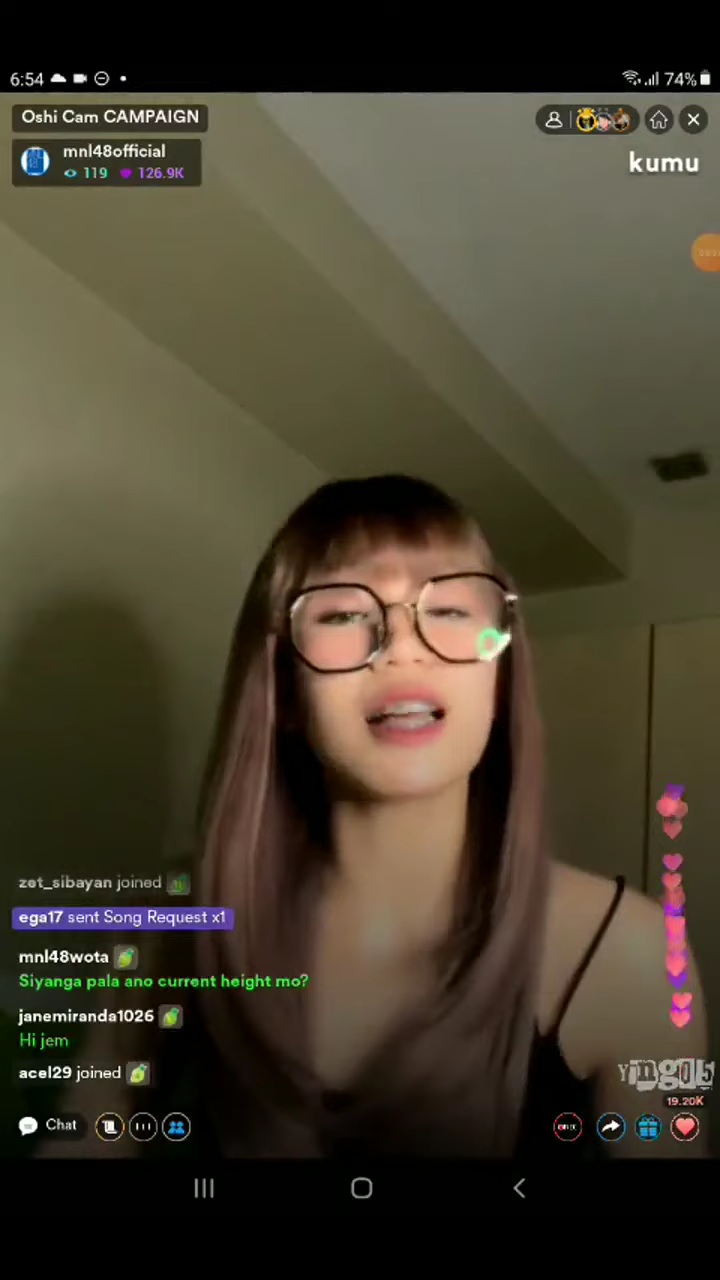 6:54
74%
Oshi Cam CAMPAIGN
mnl48official
119 126.9K
kumu
zet_sibayan joined
ega17 sent Song Request x1
mnl48wota
Siyanga pala ano current height mo?
janemiranda1026
Hi jem
acel29 joined
Yng05
19.20K
Chat